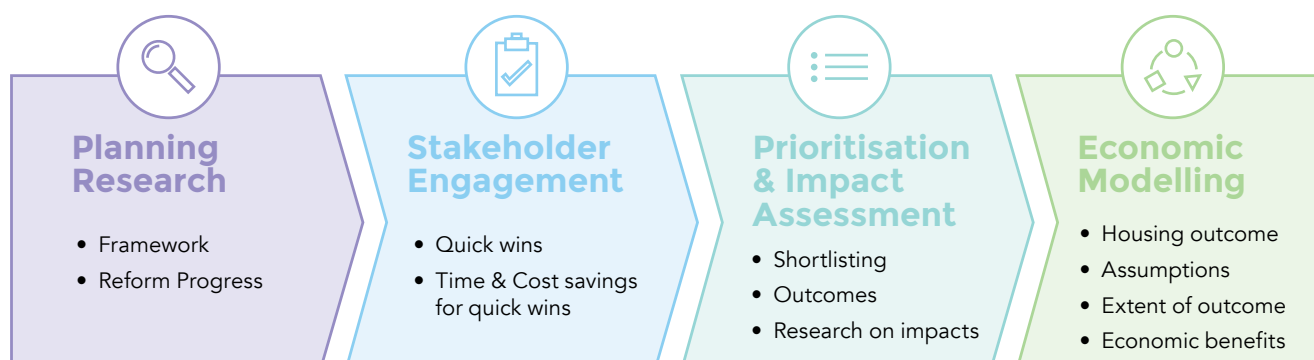 Planning
Research
• Framework
• Reform Progress
Stakeholder
Engagement
• Quick wins
• Time & Cost savings
for quick wins
Prioritisation
& Impact
Assessment
• Shortlisting
• Outcomes
• Research on impacts
Economic
Modelling
• Housing outcome
• Assumptions
• Extent of outcome
• Economic benefits